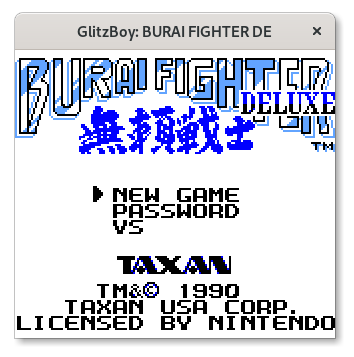 GlitzBoy: BURAI FIGHTER DE
BURAI FIGHTER
DELUXE
無頼戦士
TM
NEW GAME
PASSWORD
VS
TAXAN
TM&© 1990
TAXAN USA CORP.
LICENSED BY NINTENDO